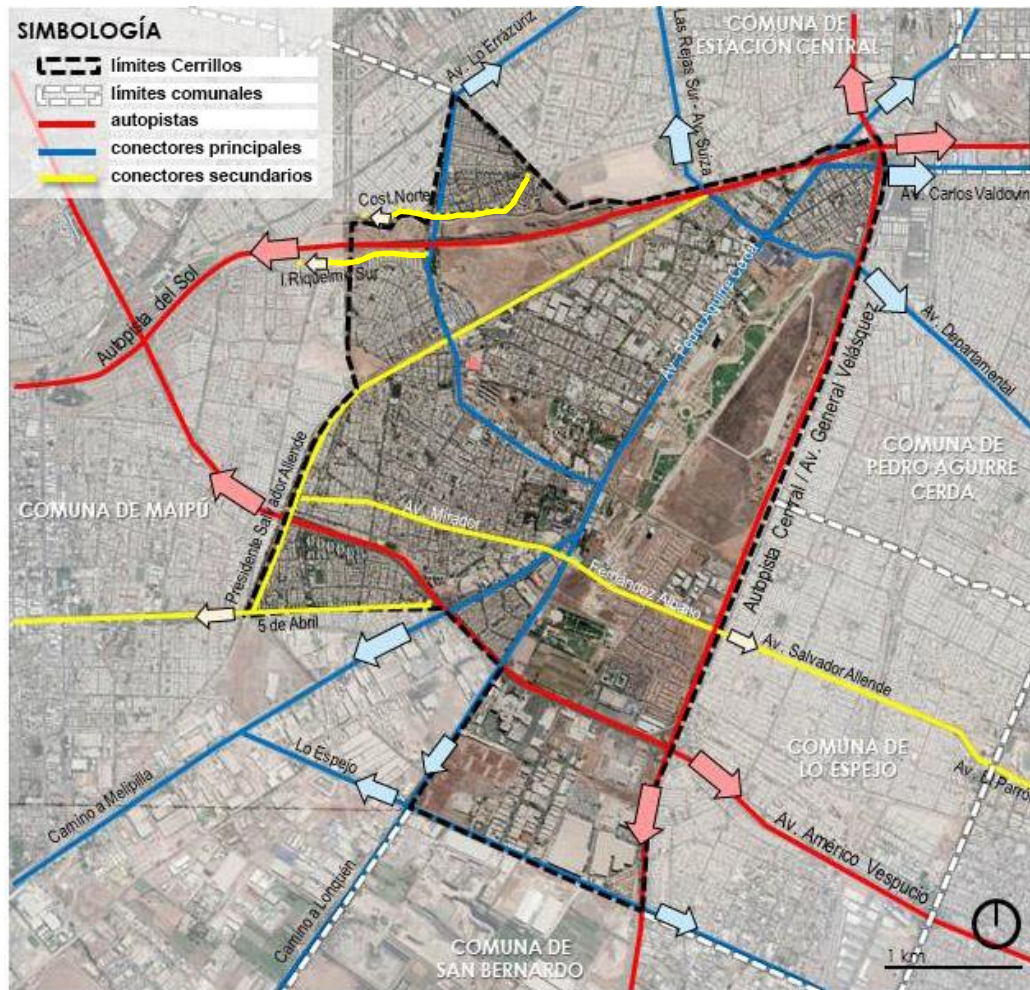 SIMBOLOGÍA
límites Cerrillos
límites comunales
autopistas
conectores principales
conectores secundarios
COMUNA DE
ESTACIÓN CENTRAL
Av. Lo Errázuriz
Las Rejas Sur - Av. Suiza
Av. Carlos Valdovin
Cost.Norte
I.Riquelme Sur
Autopista del Sol
Av. Pedro Aguirre Cerda
Av. Departamental
Autopista Central / Av. General Velásquez
COMUNA DE
PEDRO AGUIRRE
CERDA
COMUNA DE MAIPÚ
Presidente Salvador Allende
Av. Mirador
Fernández Albano
5 de Abril
Av. Salvador Allende
COMUNA DE
LO ESPEJO
Av. El Parró
Lo Espejo
Camino a Melipilla
Av. Américo Vespucio
Camino a Lonquén
COMUNA DE
SAN BERNARDO
1 km